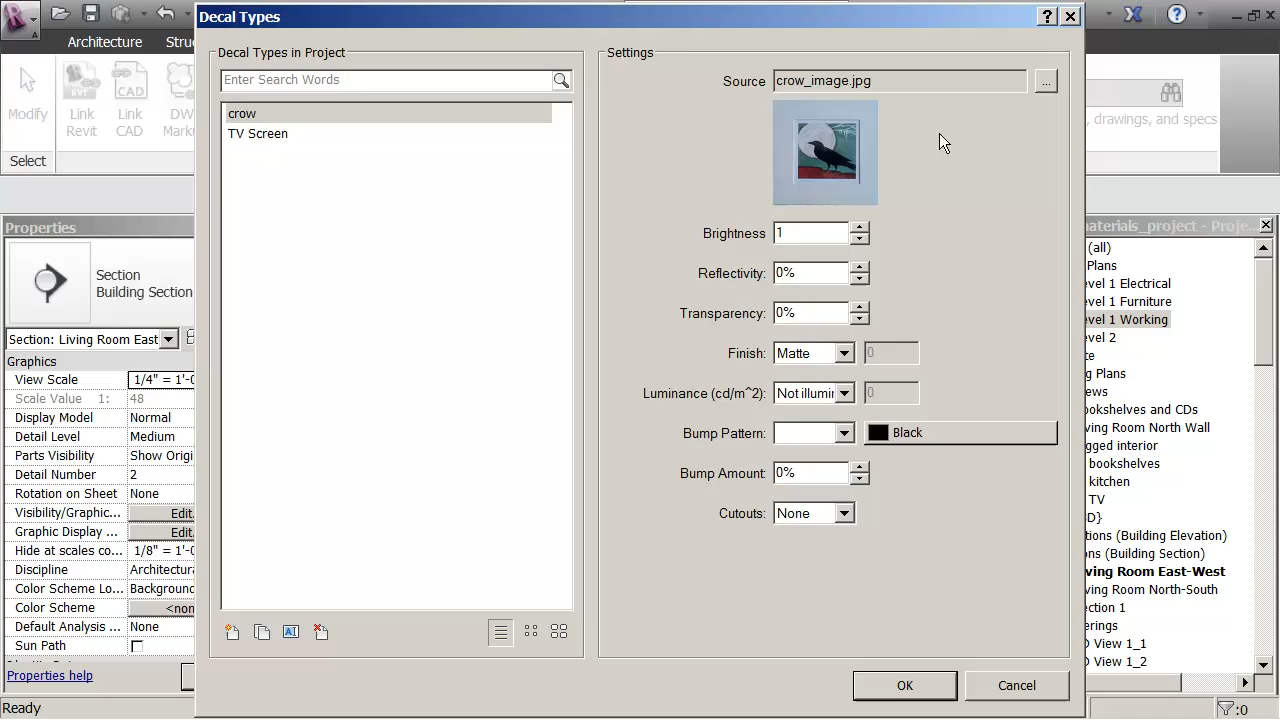 Decal Types
Architecture
Modify
Link
Revit
Link
CAD
Select
drawings, and specs
Decal Types in Project
Enter Search Words
crow
TV Screen
Settings
Source
crow_image.jpg
...
Brightness
1
Reflectivity:
0%
Transparency:
0%
Finish:
Matte
0
Luminance (cd/m^2):
0
Bump Pattern:
Black
Bump Amount:
0%
Cutouts:
None
OK
Cancel
Properties
Section
Building Section
Section: Living Room East
Graphics
View Scale
1/4" = 1'-0
Scale Value 1:
48
Display Model
Normal
Detail Level
Medium
Parts Visibility
Show Origi
Detail Number
2
Rotation on Sheet
None
Visibility/Graphic...
Edit.
Graphic Display ...
Edit.
Hide at scales co...
1/8" = 1'-0
Discipline
Architectura
Color Scheme Lo...
Background
Color Scheme
<non
Default Analysis ...
None
Sun Path
Properties help
Ready
aterials_project - Proje...
(all)
Plans
evel 1 Electrical
evel 1 Furniture
evel 1 Working
evel 2
te
ng Plans
ews
ookshelves and CDs
ving Room North Wall
gged interior
bookshelves
kitchen
TV
D}
tions (Building Elevation)
ons (Building Section)
iving Room East-West
ving Room North-South
ection 1
erings
D View 1_1
D View 1_2
:0